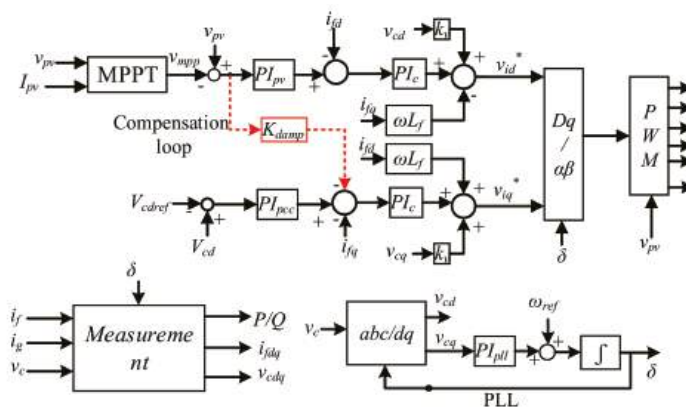 v_pv
I_pv
MPPT
v_mpp
v_pv
+
-
PI_pv
+
-
i_fd
PI_c
+
v_cd
k_1
+
-
v_id*
i_fq
ωL_f
Compensation
loop
K_damp
i_fd
ωL_f
V_cdref
-
+
V_cd
PI_pcc
+
-
-
i_fq
PI_c
+
+
+
v_cq
k_1
v_iq*
Dq
/
αβ
δ
P
W
M
v_pv
δ
i_f
i_g
v_c
Measureme
nt
P/Q
i_fdq
v_cdq
v_c
abc/dq
v_cd
v_cq
PI_pll
+
+
ω_ref
∫
δ
PLL